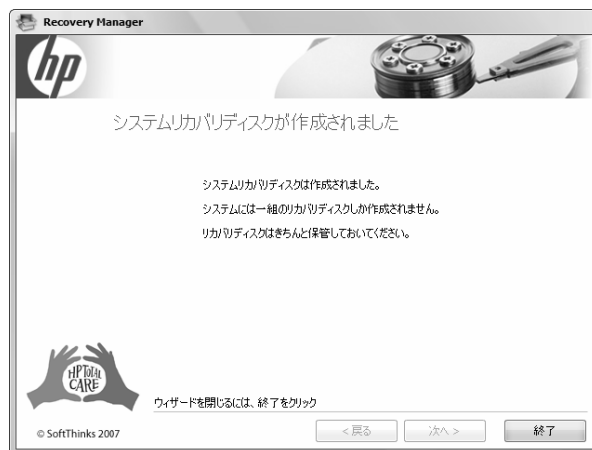 Recovery Manager
hp
システムリカバリディスクが作成されました
システムリカバリディスクは作成されました。
システムには一組のリカバリディスクしか作成されません。
リカバリディスクはきちんと保管しておいてください。
HP TOTAL
CARE
ウィザードを閉じるには、終了をクリック
© SoftThinks 2007
< 戻る
次へ >
終了